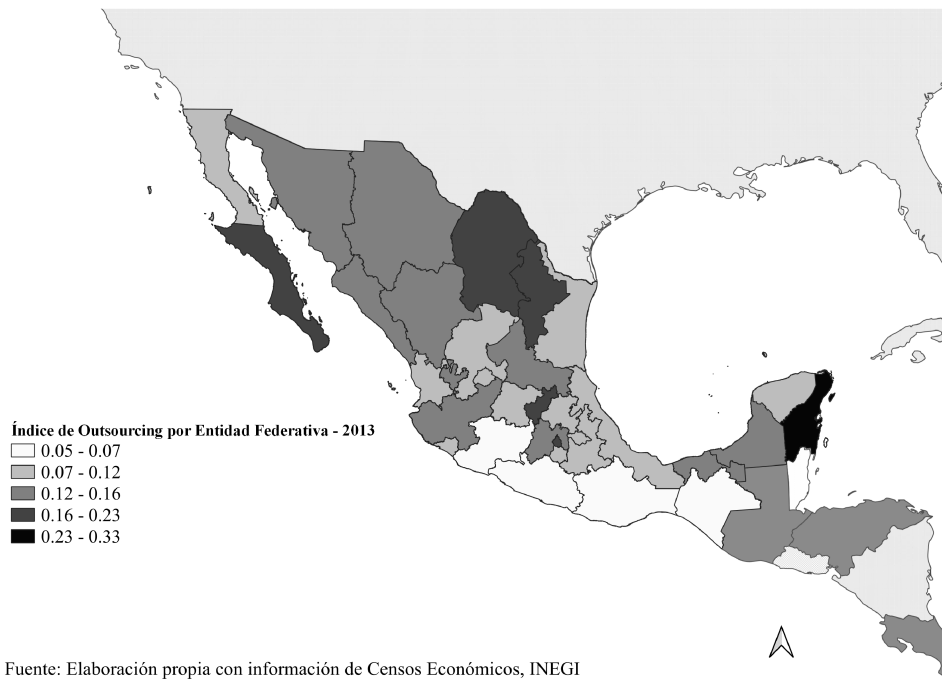 Índice de Outsourcing por Entidad Federativa - 2013
0.05 - 0.07
0.07 - 0.12
0.12 - 0.16
0.16 - 0.23
0.23 - 0.33
Fuente: Elaboración propia con información de Censos Económicos, INEGI